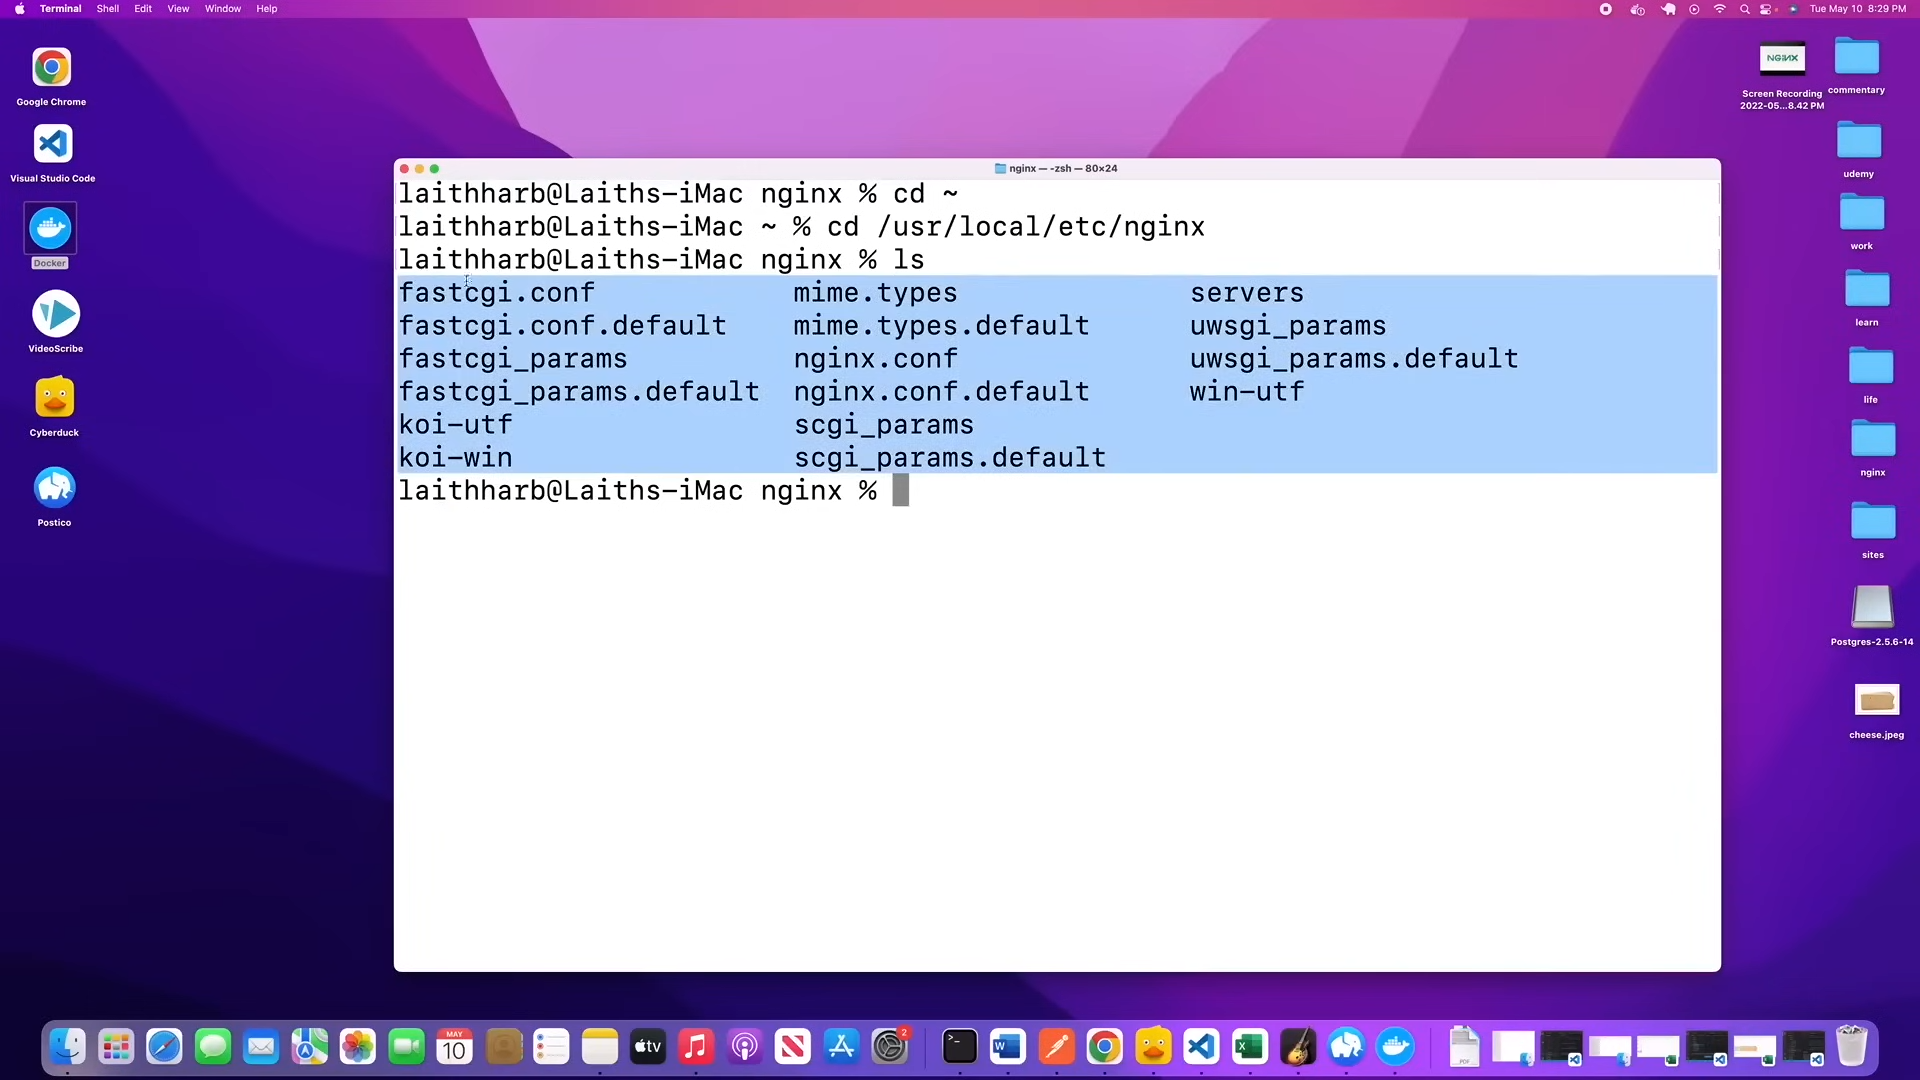 Terminal Shell Edit View Window Help Tue May 10 8:29 PM
Google Chrome
Visual Studio Code
Docker
VideoScribe
Cyberduck
Postico
nginx — -zsh — 80×24
laithharb@Laiths-iMac nginx % cd ~
laithharb@Laiths-iMac ~ % cd /usr/local/etc/nginx
laithharb@Laiths-iMac nginx % ls
fastcgi.conf mime.types servers
fastcgi.conf.default mime.types.default uwsgi_params
fastcgi_params nginx.conf uwsgi_params.default
fastcgi_params.default nginx.conf.default win-utf
koi-utf scgi_params
koi-win scgi_params.default
laithharb@Laiths-iMac nginx %
NGINX
Screen Recording
2022-05...8.42 PM
commentary
udemy
work
learn
life
nginx
sites
Postgres-2.5.6-14
cheese.jpeg
MAY
10
tv
2
>_
W
X
PDF